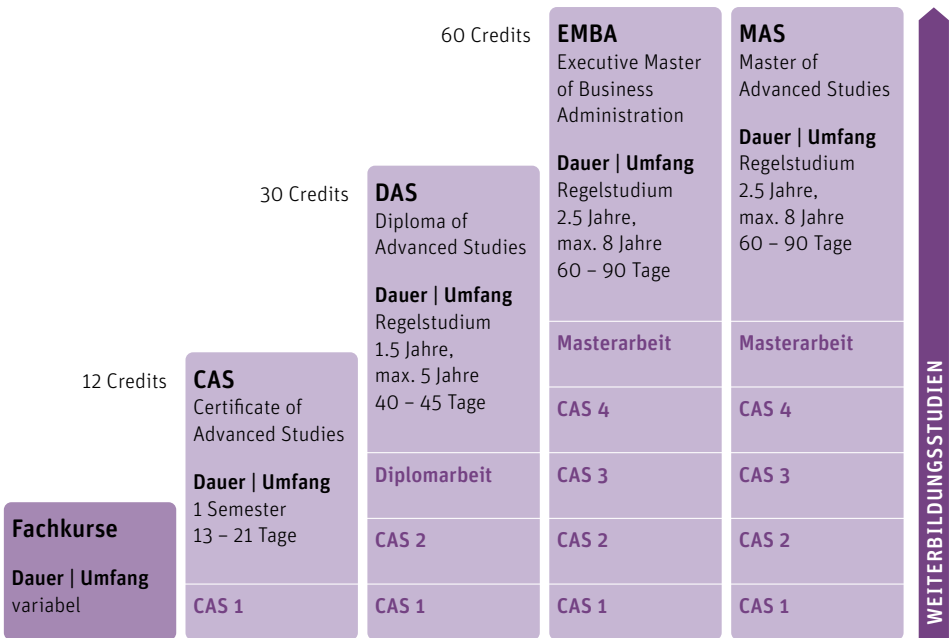 Fachkurse
Dauer | Umfang
variabel
12 Credits
CAS
Certificate of
Advanced Studies
Dauer | Umfang
1 Semester
13 – 21 Tage
CAS 1
30 Credits
DAS
Diploma of
Advanced Studies
Dauer | Umfang
Regelstudium
1.5 Jahre,
max. 5 Jahre
40 – 45 Tage
Diplomarbeit
CAS 2
CAS 1
60 Credits
EMBA
Executive Master
of Business
Administration
Dauer | Umfang
Regelstudium
2.5 Jahre,
max. 8 Jahre
60 – 90 Tage
Masterarbeit
CAS 4
CAS 3
CAS 2
CAS 1
MAS
Master of
Advanced Studies
Dauer | Umfang
Regelstudium
2.5 Jahre,
max. 8 Jahre
60 – 90 Tage
Masterarbeit
CAS 4
CAS 3
CAS 2
CAS 1
WEITERBILDUNGSSTUDIEN